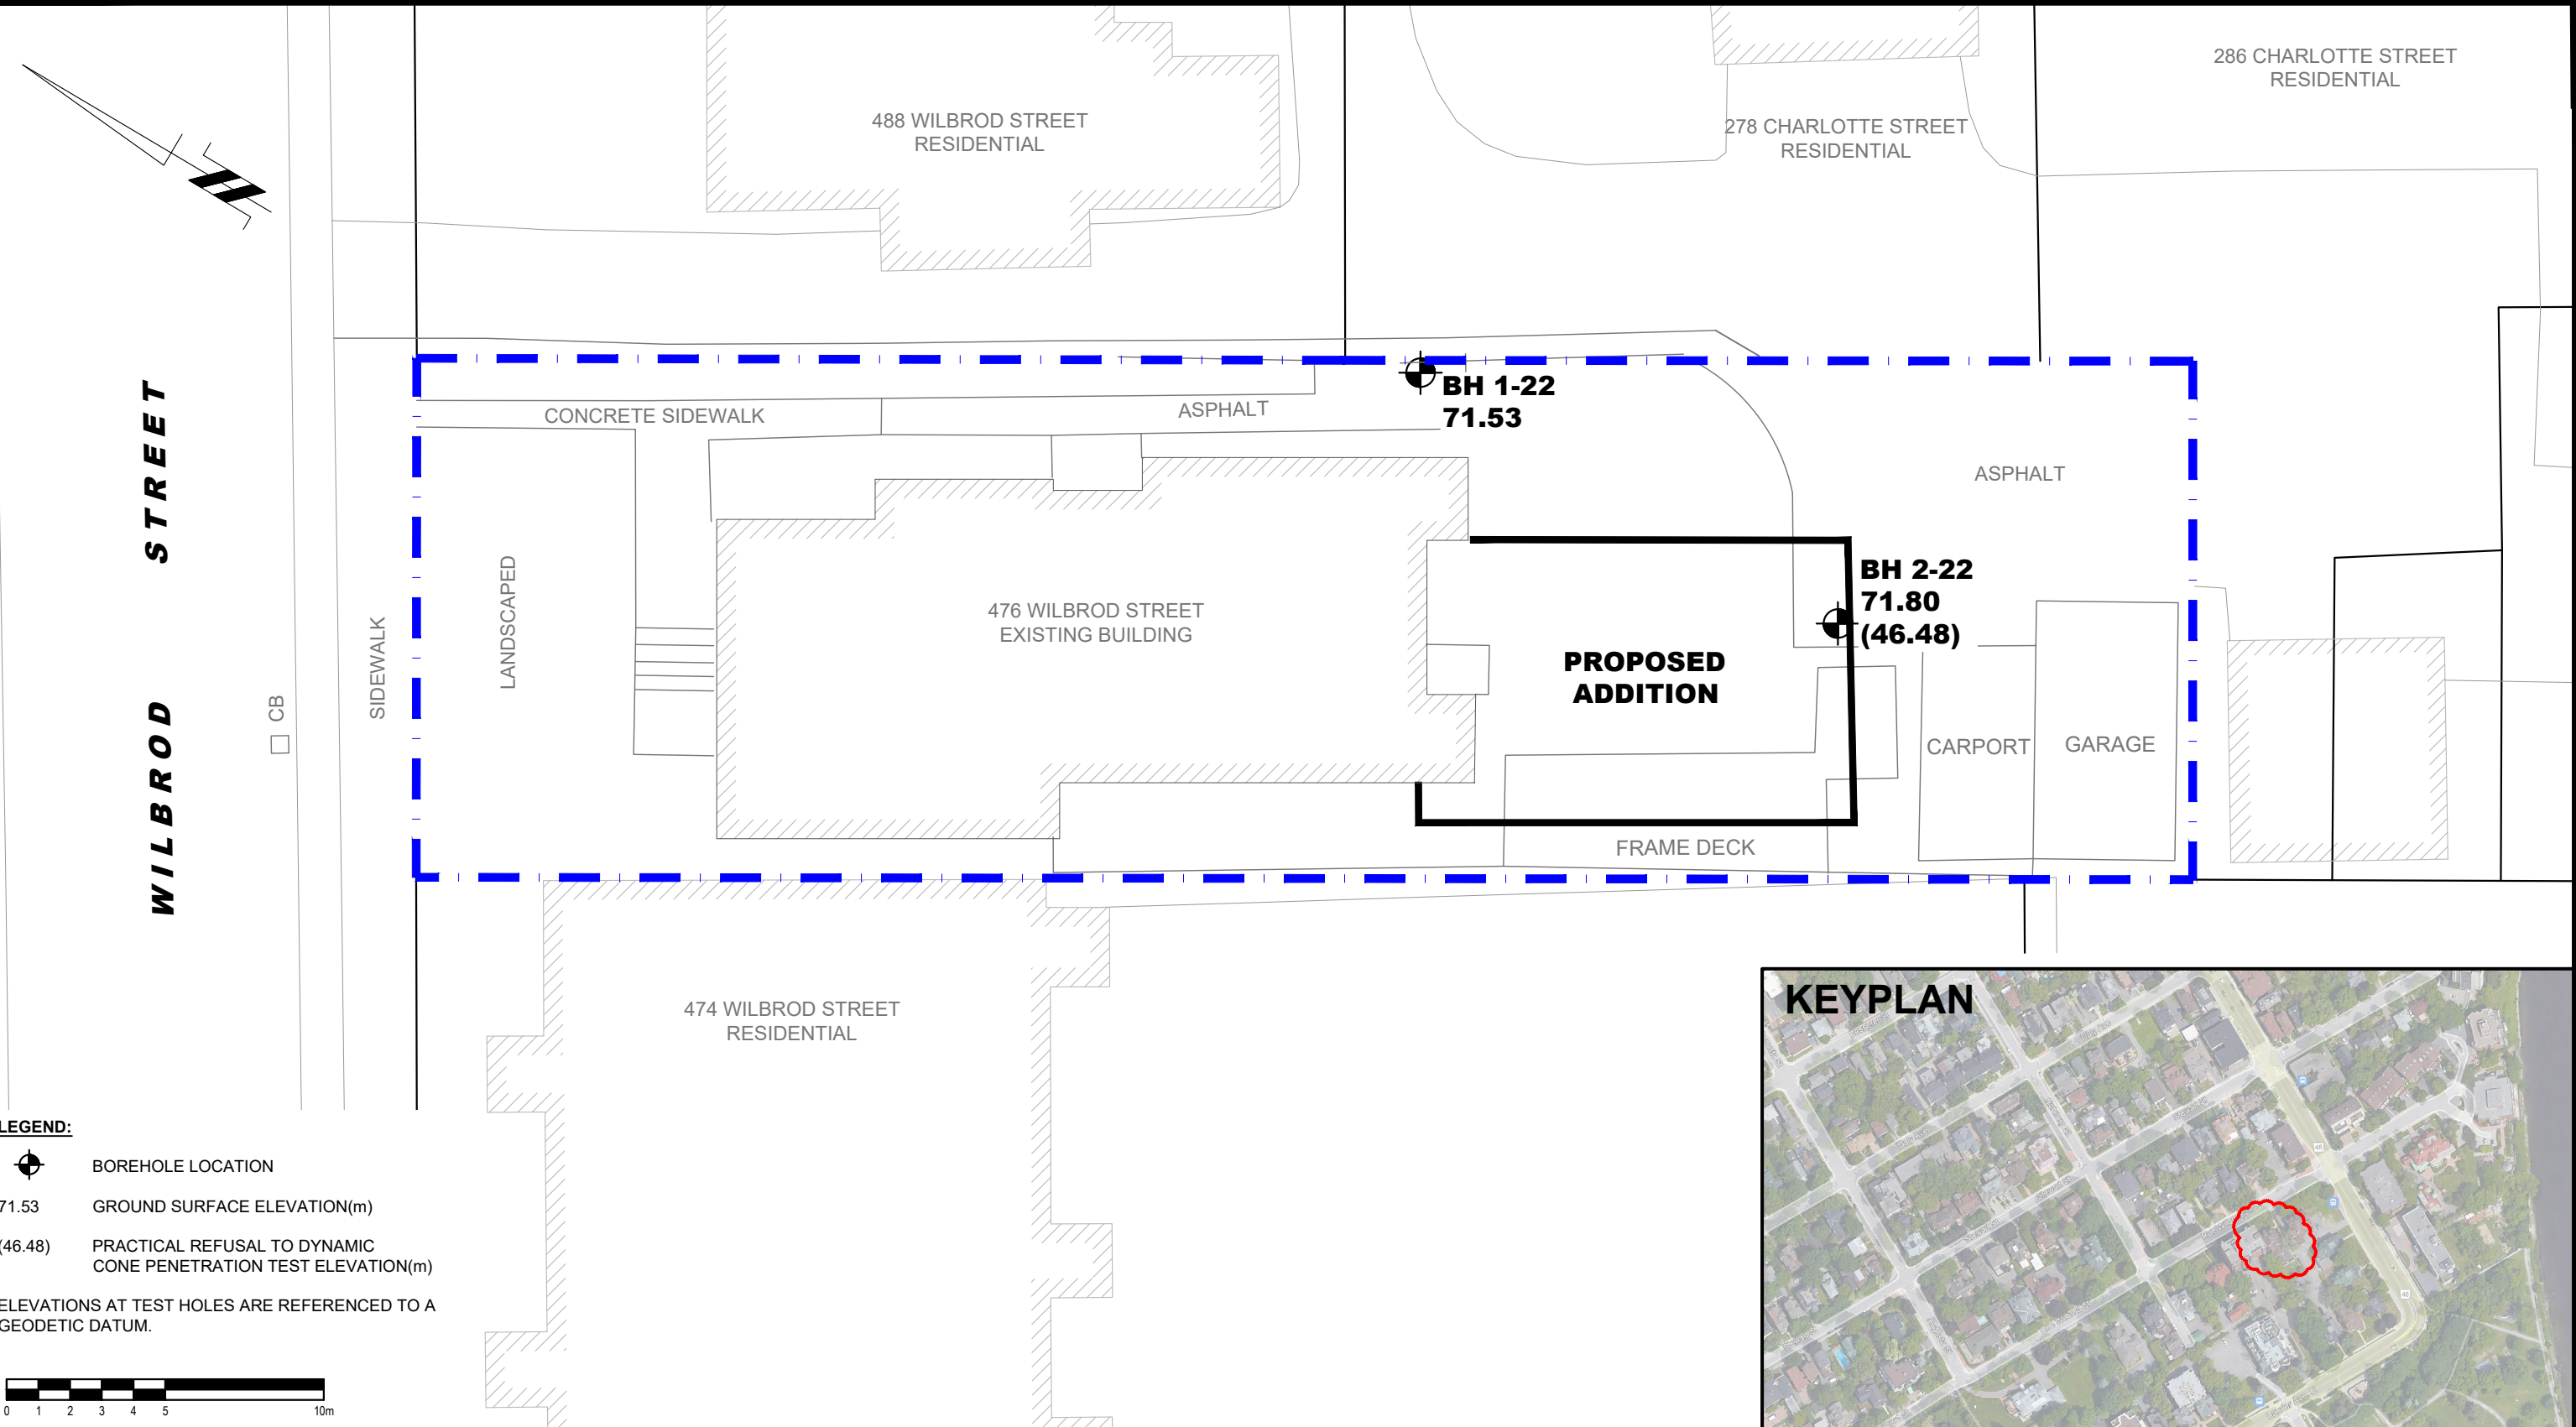 286 CHARLOTTE STREET
RESIDENTIAL
488 WILBROD STREET
RESIDENTIAL
278 CHARLOTTE STREET
RESIDENTIAL
BH 1-22
71.53
CONCRETE SIDEWALK
ASPHALT
ASPHALT
WILBROD STREET
CB
SIDEWALK
LANDSCAPED
476 WILBROD STREET
EXISTING BUILDING
BH 2-22
71.80
(46.48)
PROPOSED
ADDITION
CARPORT
GARAGE
FRAME DECK
474 WILBROD STREET
RESIDENTIAL
KEYPLAN
LEGEND:
BOREHOLE LOCATION
71.53 GROUND SURFACE ELEVATION(m)
(46.48) PRACTICAL REFUSAL TO DYNAMIC
CONE PENETRATION TEST ELEVATION(m)
ELEVATIONS AT TEST HOLES ARE REFERENCED TO A
GEODETIC DATUM.
0 1 2 3 4 5 10m